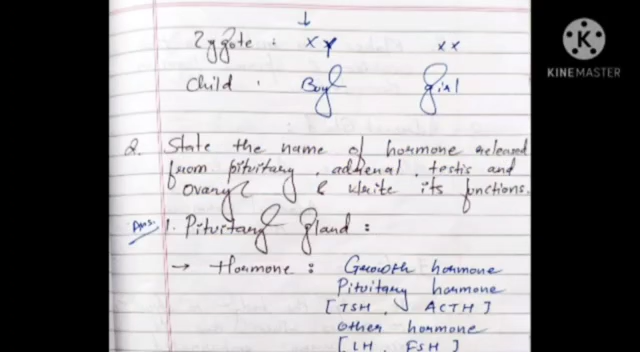 Zygote : XY XX
Child . Boy Girl
2. State the name of hormone released
from pituitary, adrenal, testis and
ovary & write its functions.
Ans: 1. Pituitary gland :
→ Hormone : Growth hormone
Pituitary hormone
[TSH, ACTH]
Other hormone
[LH, FSH]
KINEMASTER